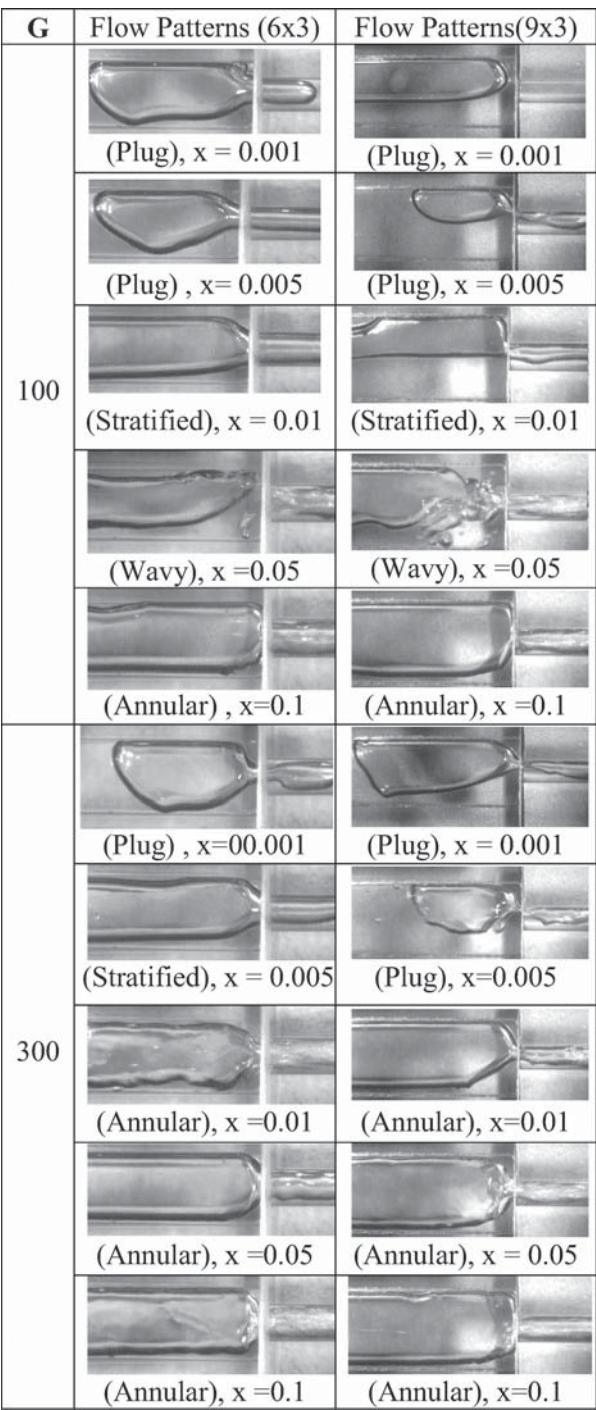 G Flow Patterns (6x3) Flow Patterns(9x3)
(Plug), x = 0.001 (Plug), x = 0.001
(Plug) , x= 0.005 (Plug), x = 0.005
100
(Stratified), x = 0.01 (Stratified), x = 0.01
(Wavy), x =0.05 (Wavy), x =0.05
(Annular) , x=0.1 (Annular), x =0.1
(Plug) , x=00.001 (Plug), x = 0.001
(Stratified), x = 0.005 (Plug), x=0.005
300
(Annular), x =0.01 (Annular), x =0.01
(Annular), x =0.05 (Annular), x = 0.05
(Annular), x =0.1 (Annular), x=0.1